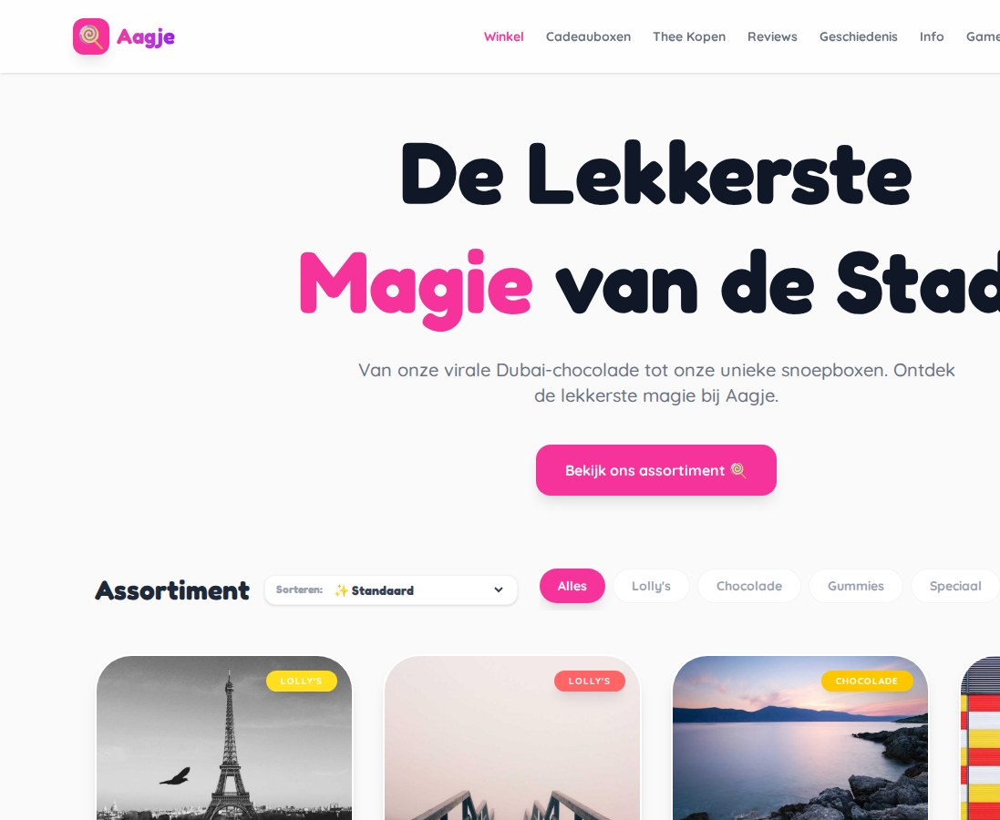 Aagje
Winkel Cadeauboxen Thee Kopen Reviews Geschiedenis Info Game
De Lekkerste
Magie van de Stad
Van onze virale Dubai-chocolade tot onze unieke snoepboxen. Ontdek
de lekkerste magie bij Aagje.
Bekijk ons assortiment
Assortiment
Sorteren: ✨ Standaard
Alles Lolly's Chocolade Gummies Speciaal
LOLLY'S
LOLLY'S
CHOCOLADE